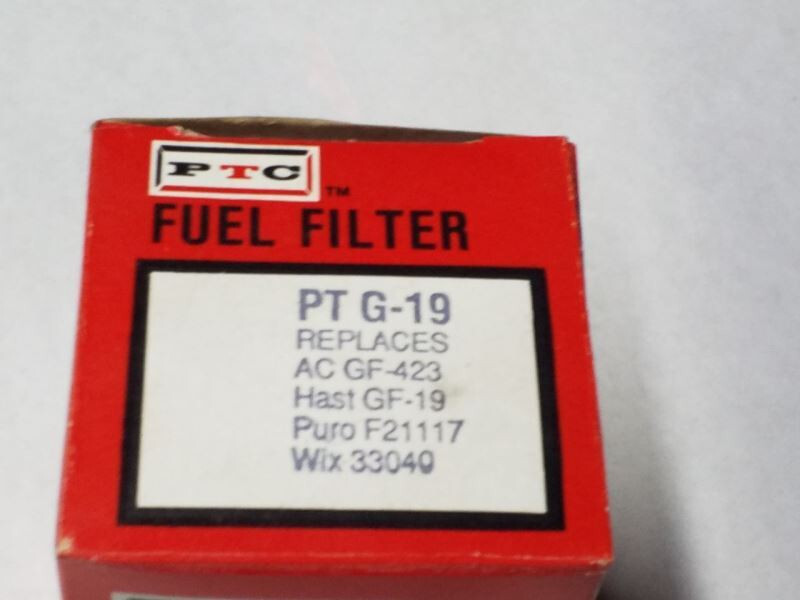 PTC
TM
FUEL FILTER
PT G-19
REPLACES
AC GF-423
Hast GF-19
Puro F21117
Wix 33040